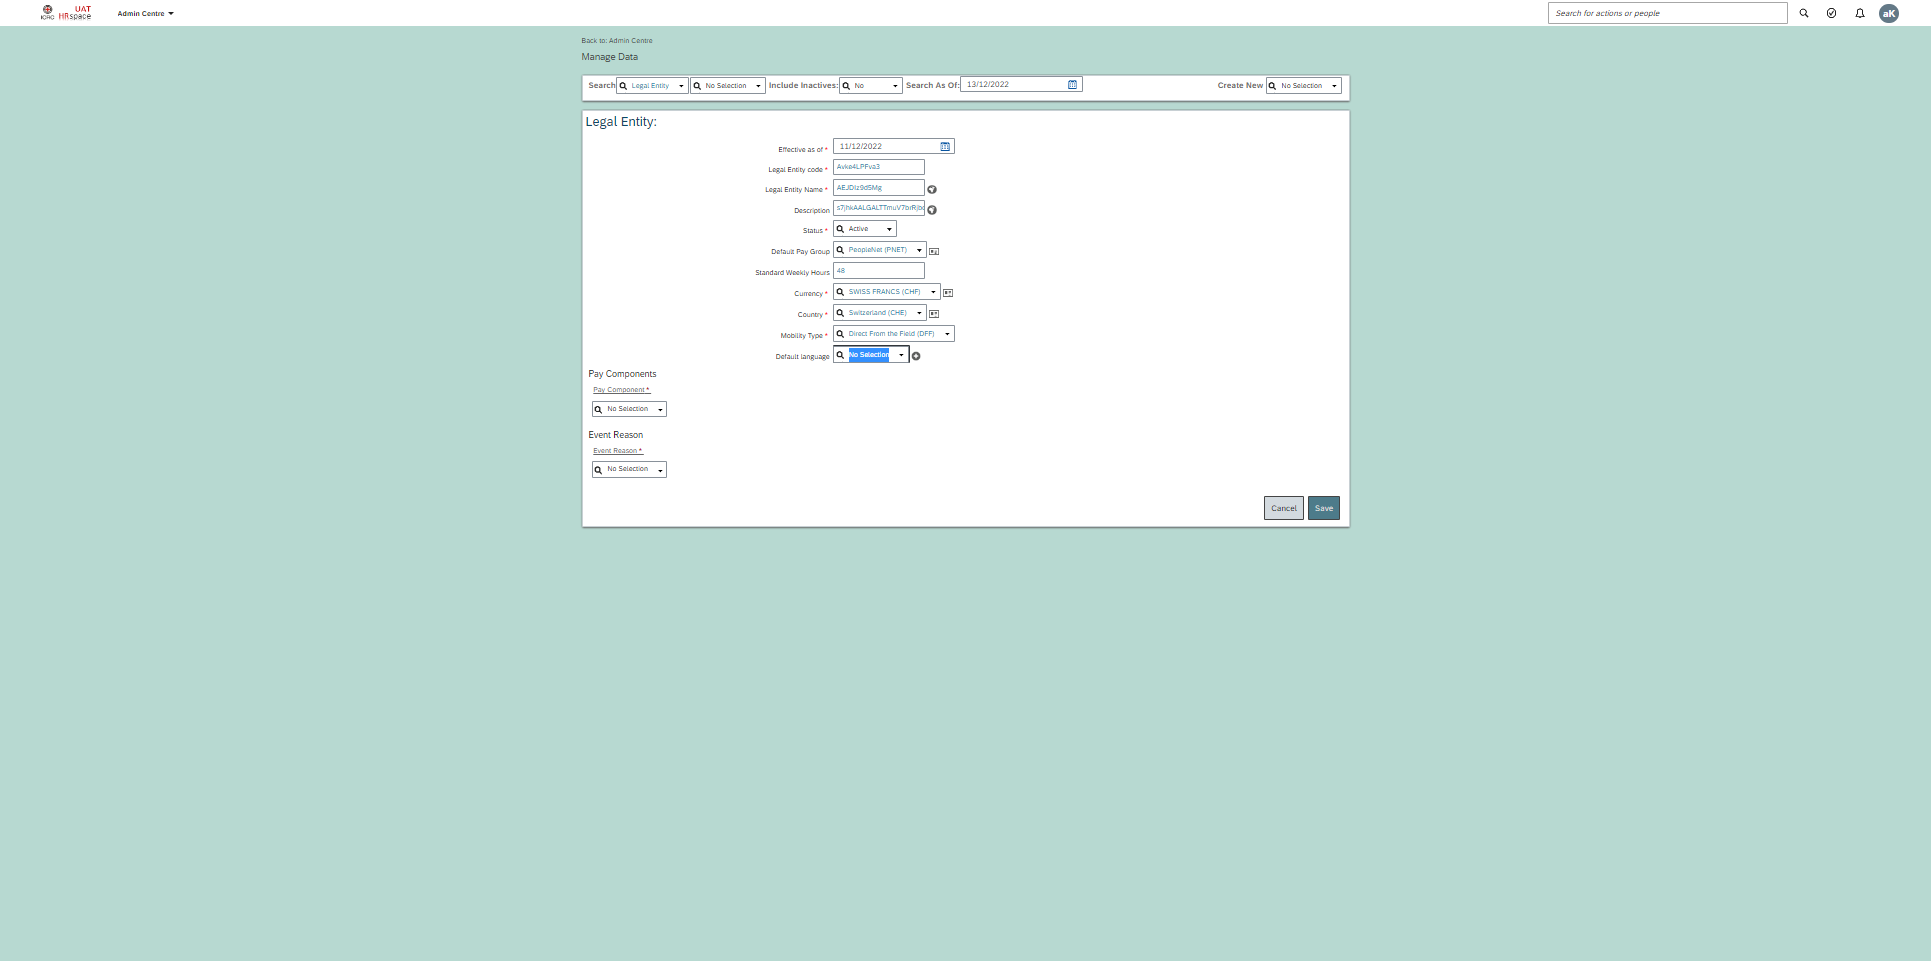 UAT
ICRC HRspace Admin Centre Search for actions or people aK
Back to: Admin Centre
Manage Data
Search Legal Entity No Selection Include Inactives: No Search As Of: 13/12/2022 Create New No Selection
Legal Entity:
Effective as of * 11/12/2022
Legal Entity code * Avke4LPFva3
Legal Entity Name * AEJDlz9d5Mg
Description
Status * Active
Default Pay Group PeopleNet (PNET)
Standard Weekly Hours 48
Currency * SWISS FRANCS (CHF)
Country * Switzerland (CHE)
Mobility Type * Direct From the Field (DFF)
Default language No Selection
Pay Components
Pay Component *
No Selection
Event Reason
Event Reason *
No Selection
Cancel Save